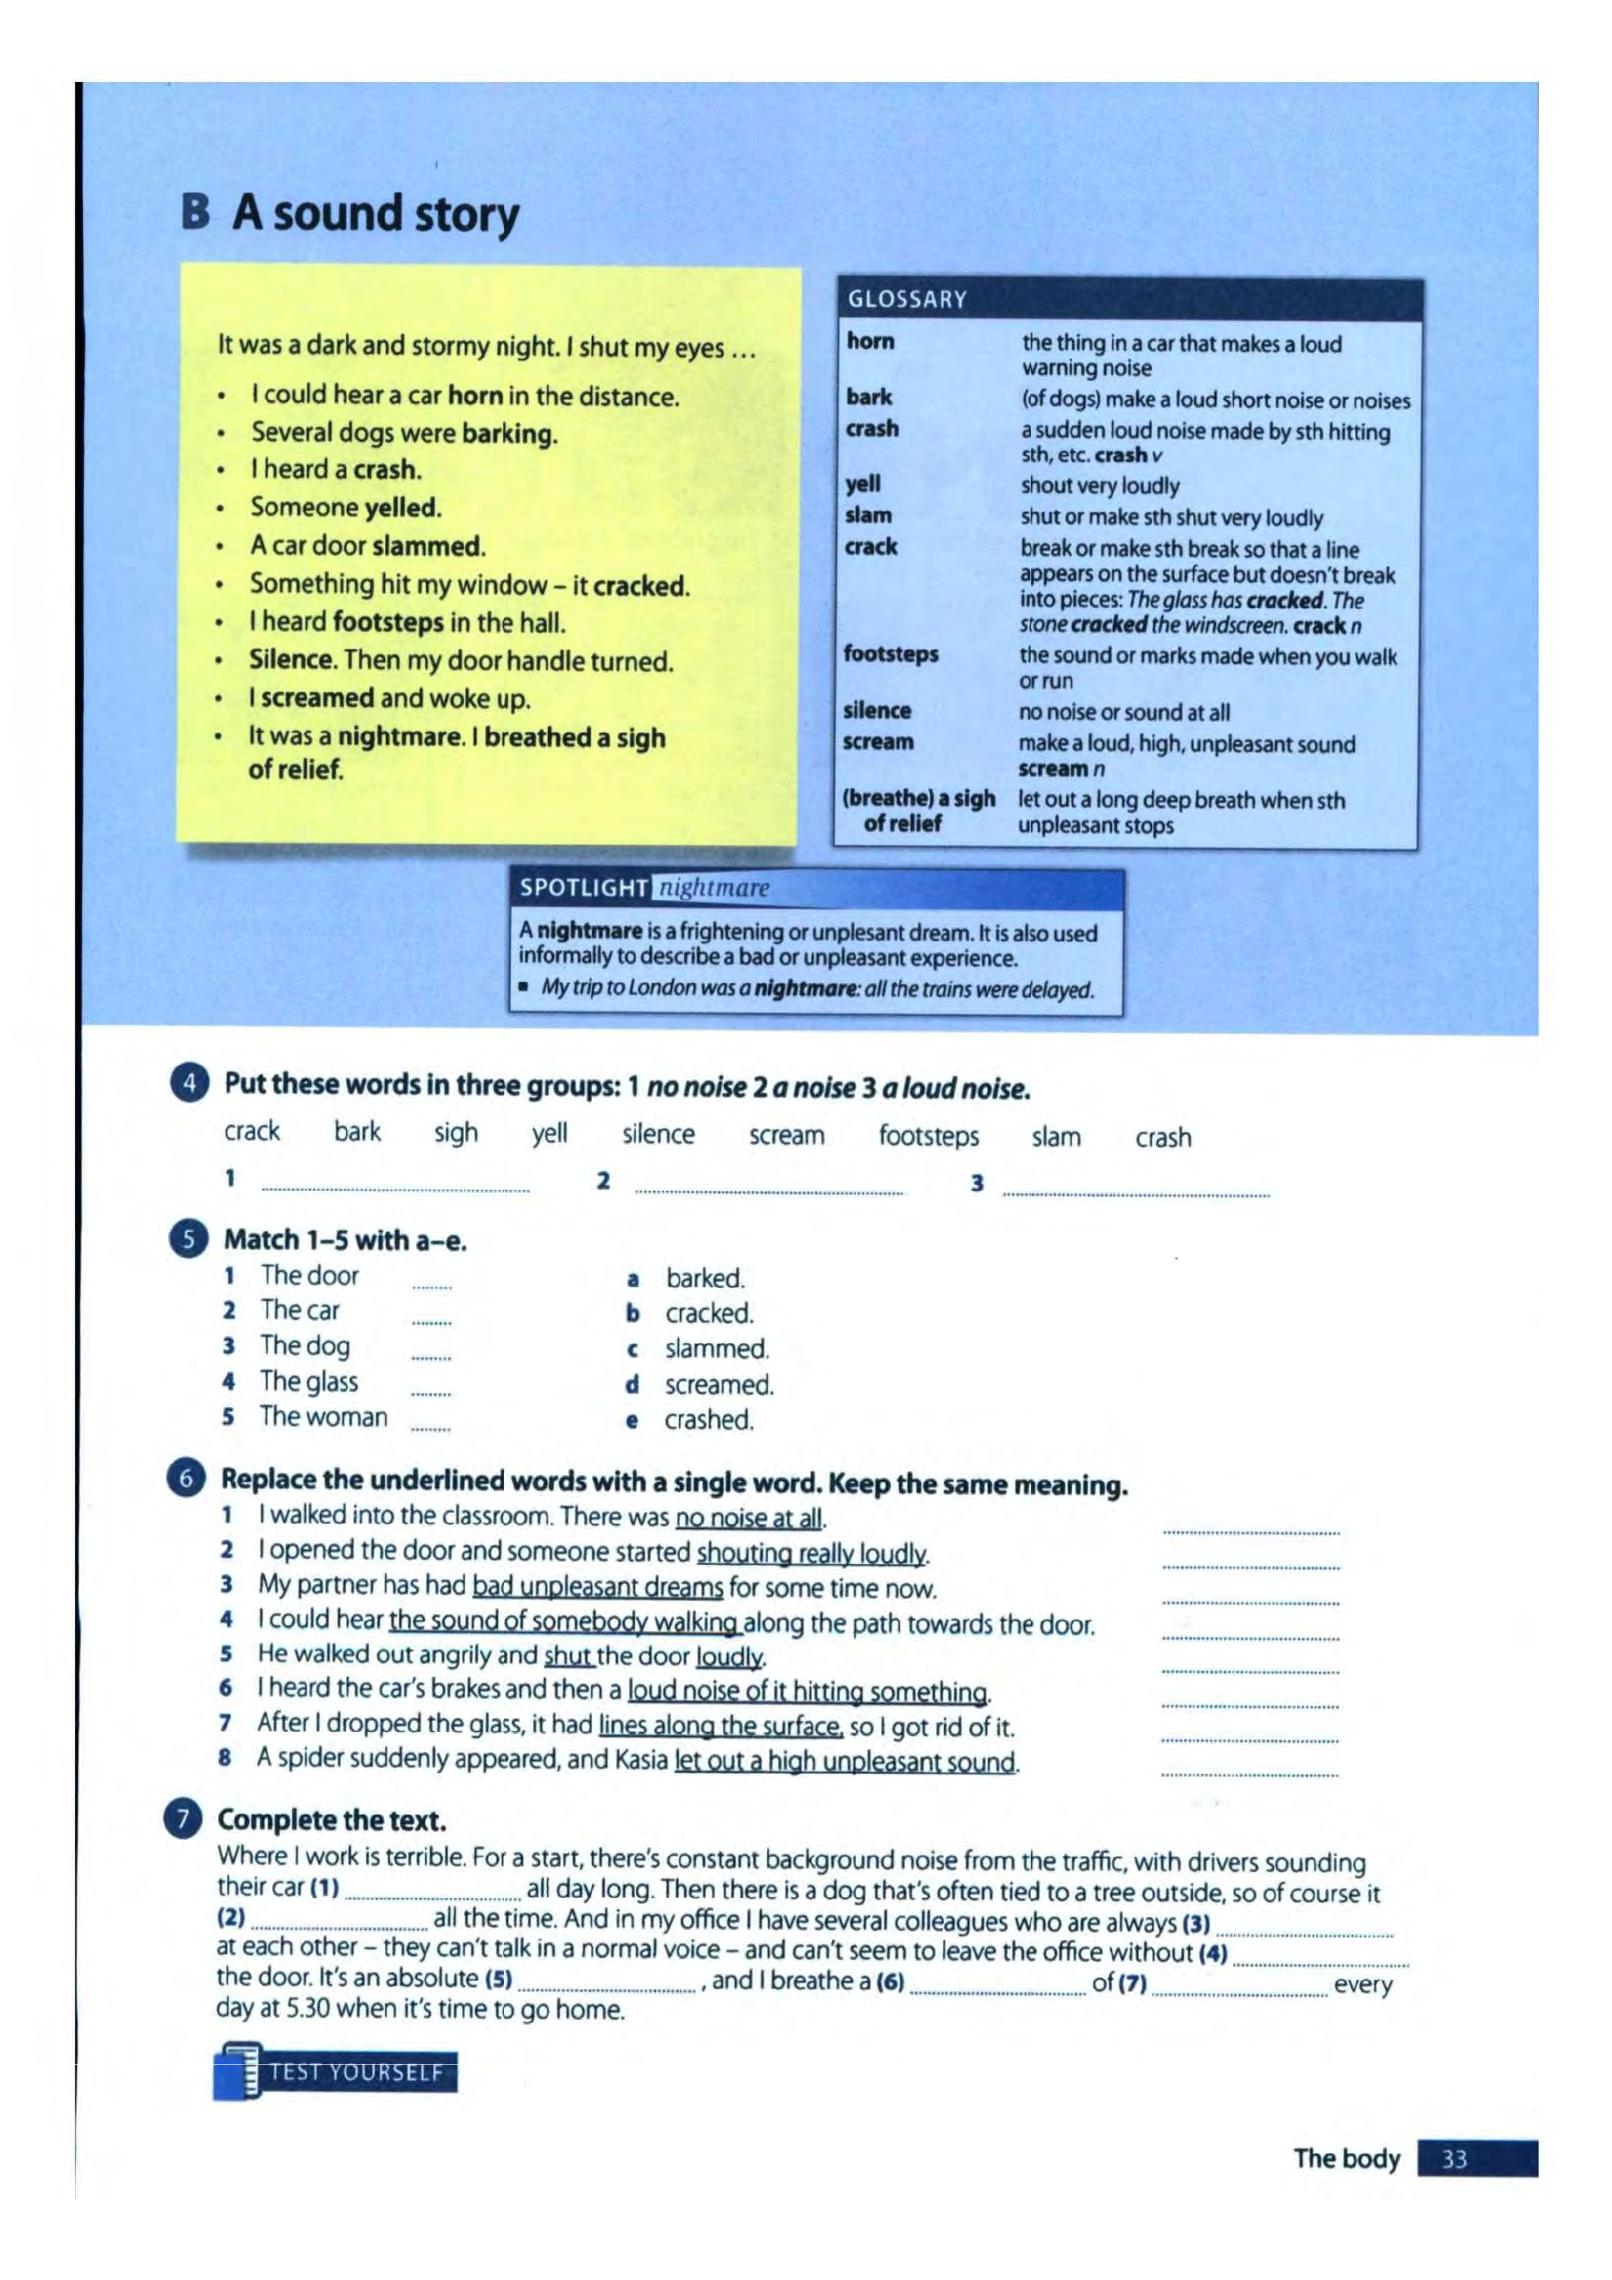 B A sound story
It was a dark and stormy night. I shut my eyes ...
• I could hear a car horn in the distance.
• Several dogs were barking.
• I heard a crash.
• Someone yelled.
• A car door slammed.
• Something hit my window – it cracked.
• I heard footsteps in the hall.
• Silence. Then my door handle turned.
• I screamed and woke up.
• It was a nightmare. I breathed a sigh
of relief.
GLOSSARY
horn the thing in a car that makes a loud
warning noise
bark (of dogs) make a loud short noise or noises
crash a sudden loud noise made by sth hitting
sth, etc. crash v
yell shout very loudly
slam shut or make sth shut very loudly
crack break or make sth break so that a line
appears on the surface but doesn't break
into pieces: The glass has cracked. The
stone cracked the windscreen. crack n
footsteps the sound or marks made when you walk
or run
silence no noise or sound at all
scream make a loud, high, unpleasant sound
scream n
(breathe) a sigh let out a long deep breath when sth
of relief unpleasant stops
SPOTLIGHT nightmare
A nightmare is a frightening or unplesant dream. It is also used
informally to describe a bad or unpleasant experience.
▪ My trip to London was a nightmare: all the trains were delayed.
4 Put these words in three groups: 1 no noise 2 a noise 3 a loud noise.
crack bark sigh yell silence scream footsteps slam crash
1 2 3
5 Match 1–5 with a–e.
1 The door a barked.
2 The car b cracked.
3 The dog c slammed.
4 The glass d screamed.
5 The woman e crashed.
6 Replace the underlined words with a single word. Keep the same meaning.
1 I walked into the classroom. There was no noise at all.
2 I opened the door and someone started shouting really loudly.
3 My partner has had bad unpleasant dreams for some time now.
4 I could hear the sound of somebody walking along the path towards the door.
5 He walked out angrily and shut the door loudly.
6 I heard the car's brakes and then a loud noise of it hitting something.
7 After I dropped the glass, it had lines along the surface, so I got rid of it.
8 A spider suddenly appeared, and Kasia let out a high unpleasant sound.
7 Complete the text.
Where I work is terrible. For a start, there's constant background noise from the traffic, with drivers sounding
their car (1) all day long. Then there is a dog that's often tied to a tree outside, so of course it
(2) all the time. And in my office I have several colleagues who are always (3)
at each other – they can't talk in a normal voice – and can't seem to leave the office without (4)
the door. It's an absolute (5) , and I breathe a (6) of (7) every
day at 5.30 when it's time to go home.
TEST YOURSELF
The body 33